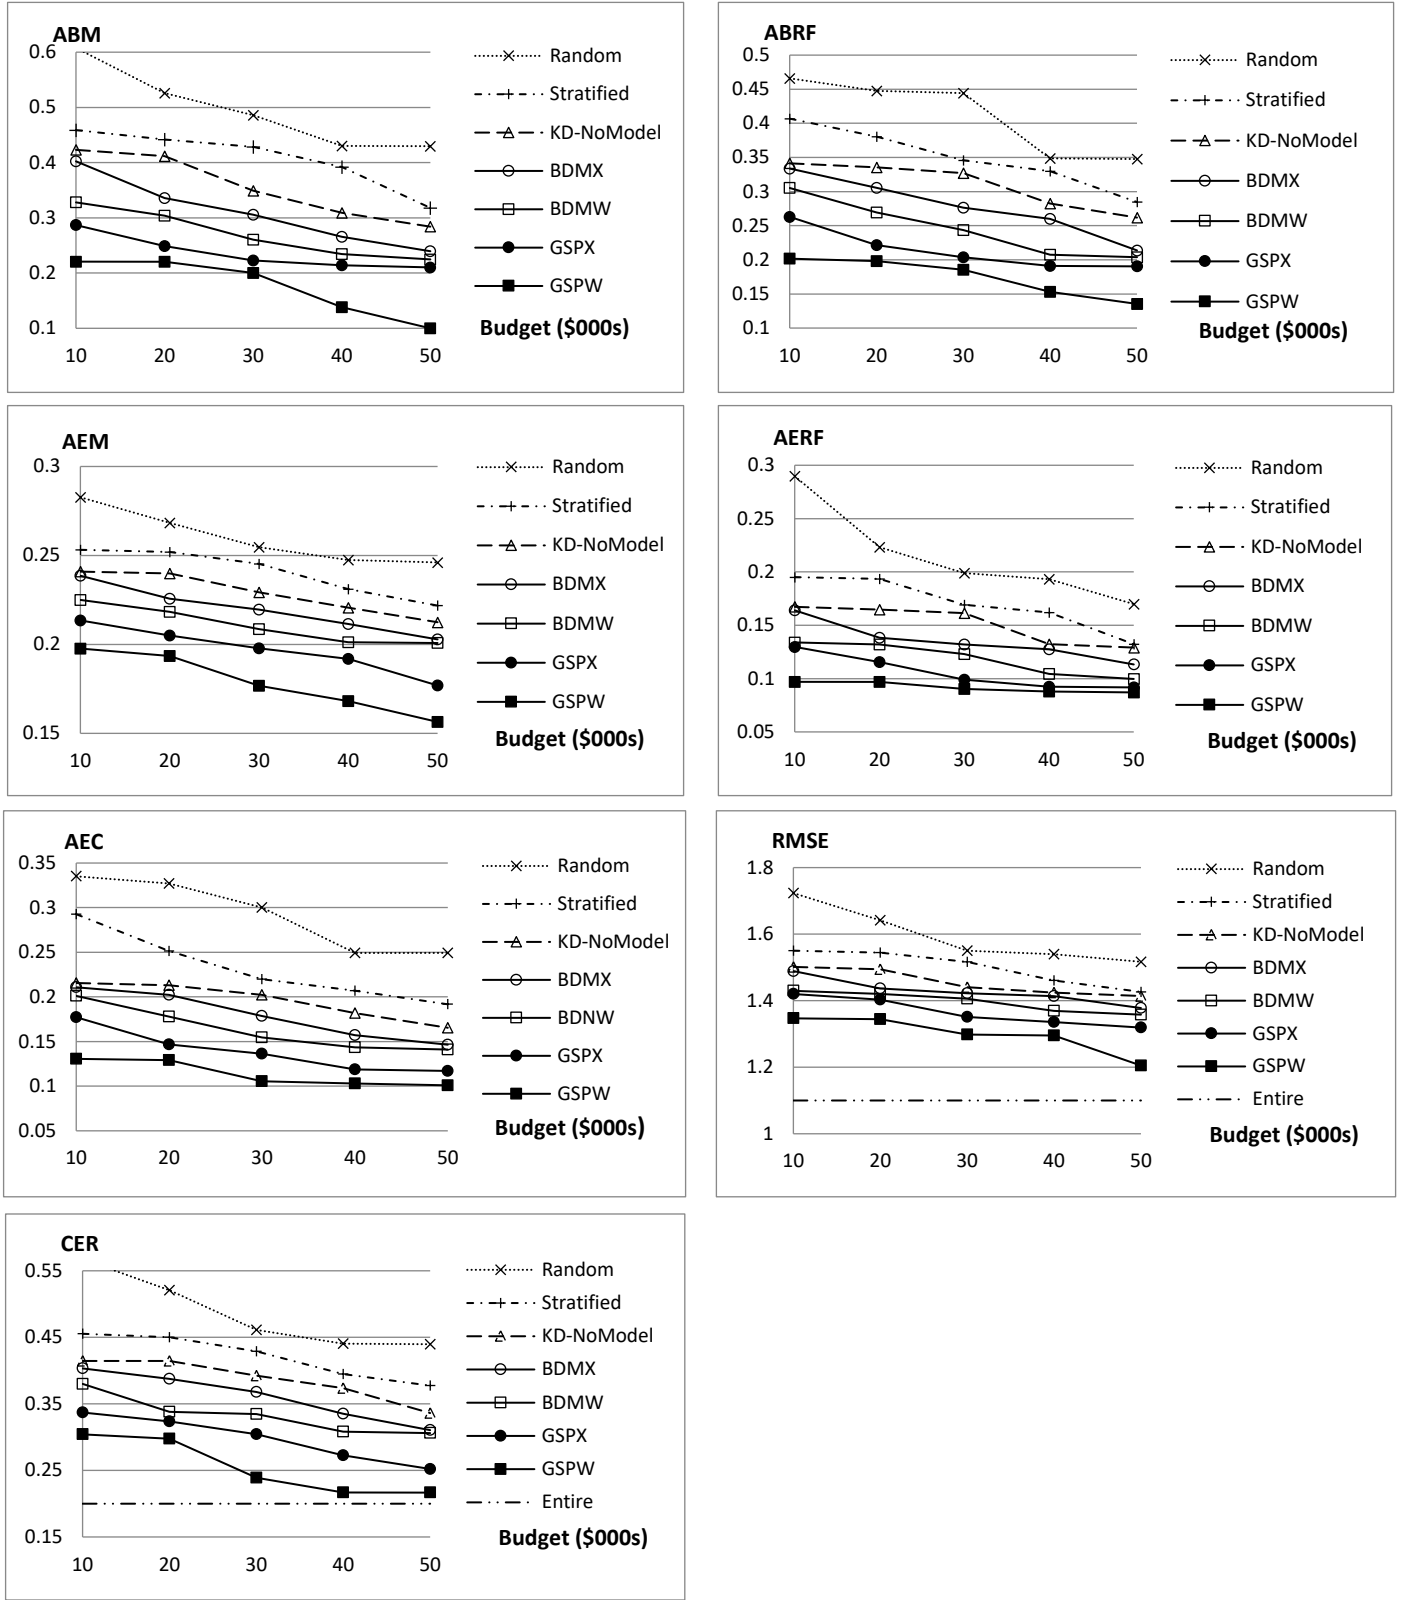 ABM
0.6
0.5
0.4
0.3
0.2
0.1
10 20 30 40 50
Random
Stratified
KD-NoModel
BDMX
BDMW
GSPX
GSPW
Budget ($000s)
ABRF
0.5
0.45
0.4
0.35
0.3
0.25
0.2
0.15
0.1
10 20 30 40 50
Random
Stratified
KD-NoModel
BDMX
BDMW
GSPX
GSPW
Budget ($000s)
AEM
0.3
0.25
0.2
0.15
10 20 30 40 50
Random
Stratified
KD-NoModel
BDMX
BDMW
GSPX
GSPW
Budget ($000s)
AERF
0.3
0.25
0.2
0.15
0.1
0.05
10 20 30 40 50
Random
Stratified
KD-NoModel
BDMX
BDMW
GSPX
GSPW
Budget ($000s)
AEC
0.35
0.3
0.25
0.2
0.15
0.1
0.05
10 20 30 40 50
Random
Stratified
KD-NoModel
BDMX
BDNW
GSPX
GSPW
Budget ($000s)
RMSE
1.8
1.6
1.4
1.2
1
10 20 30 40 50
Random
Stratified
KD-NoModel
BDMX
BDMW
GSPX
GSPW
Entire
Budget ($000s)
CER
0.55
0.45
0.35
0.25
0.15
10 20 30 40 50
Random
Stratified
KD-NoModel
BDMX
BDMW
GSPX
GSPW
Entire
Budget ($000s)